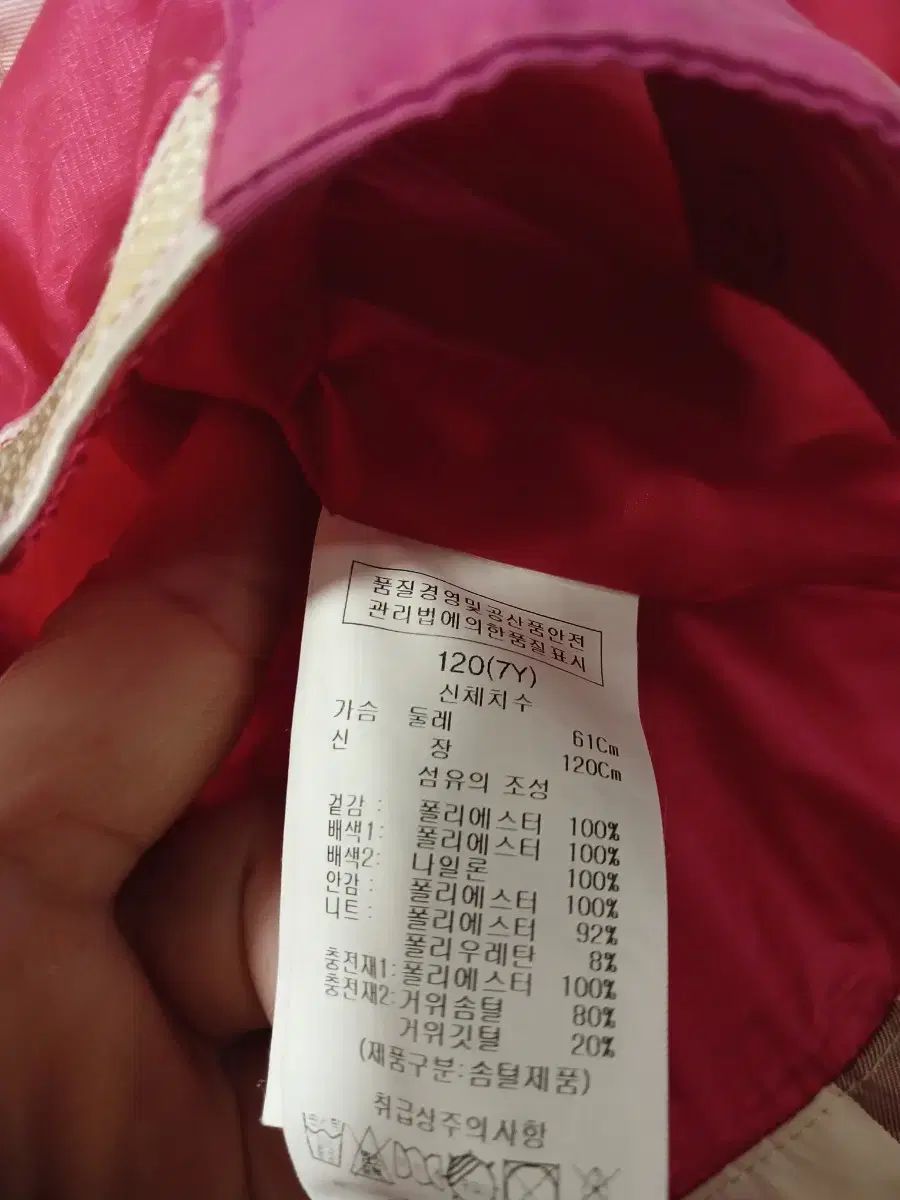 품질경영및공산품안전
관리법에의한품질표시
120(7Y)
신체치수
가슴 둘레 61Cm
신 장 120Cm
섬유의 조성
겉감 : 폴리에스터 100%
배색1: 폴리에스터 100%
배색2: 나일론 100%
안감 : 폴리에스터 100%
니트 : 폴리에스터 92%
폴리우레탄 8%
충전재1: 폴리에스터 100%
충전재2: 거위솜털 80%
거위깃털 20%
(제품구분:솜털제품)
취급상주의사항